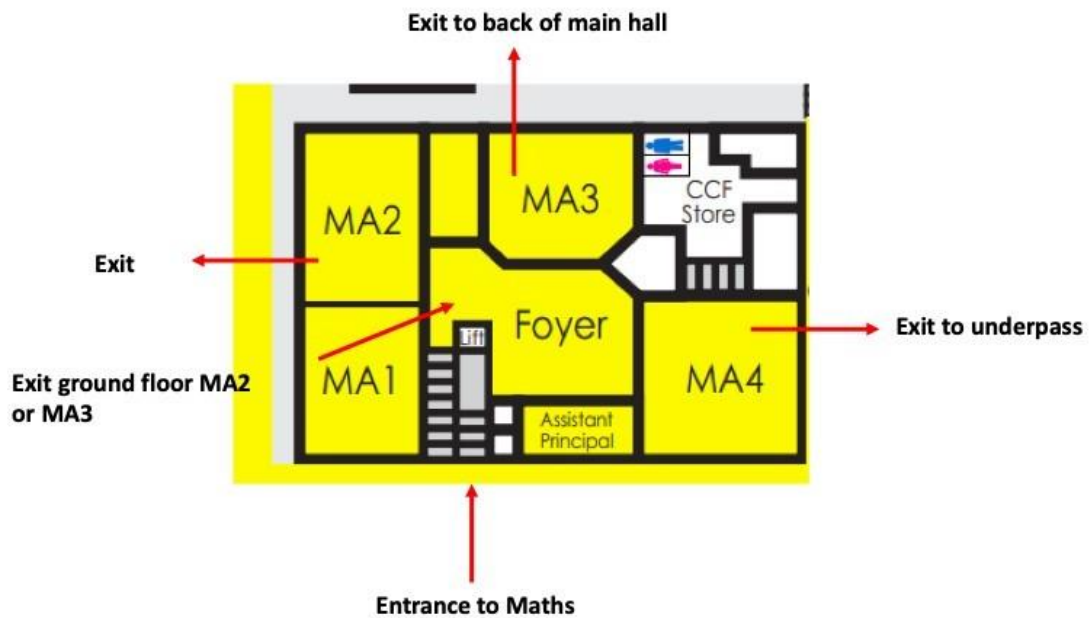 Exit to back of main hall
MA2
MA3
CCF
Store
Exit
Foyer
Lift
Exit to underpass
Exit ground floor MA2
or MA3
MA1
MA4
Assistant
Principal
Entrance to Maths